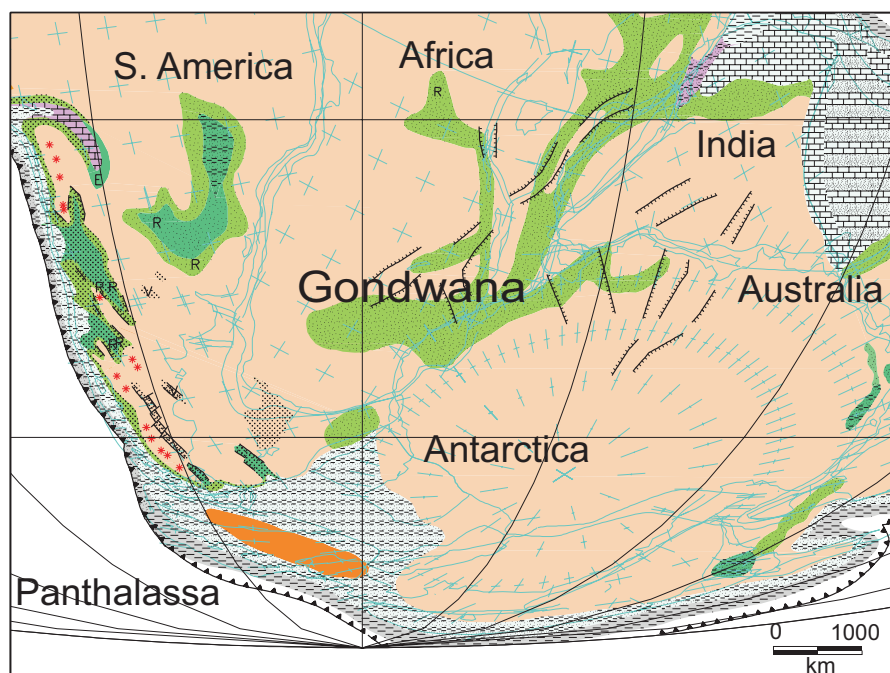 S. America
Africa
R
India
E
R
R
Gondwana
R R
V
Australia
R
R
Antarctica
Panthalassa
0 1000
km